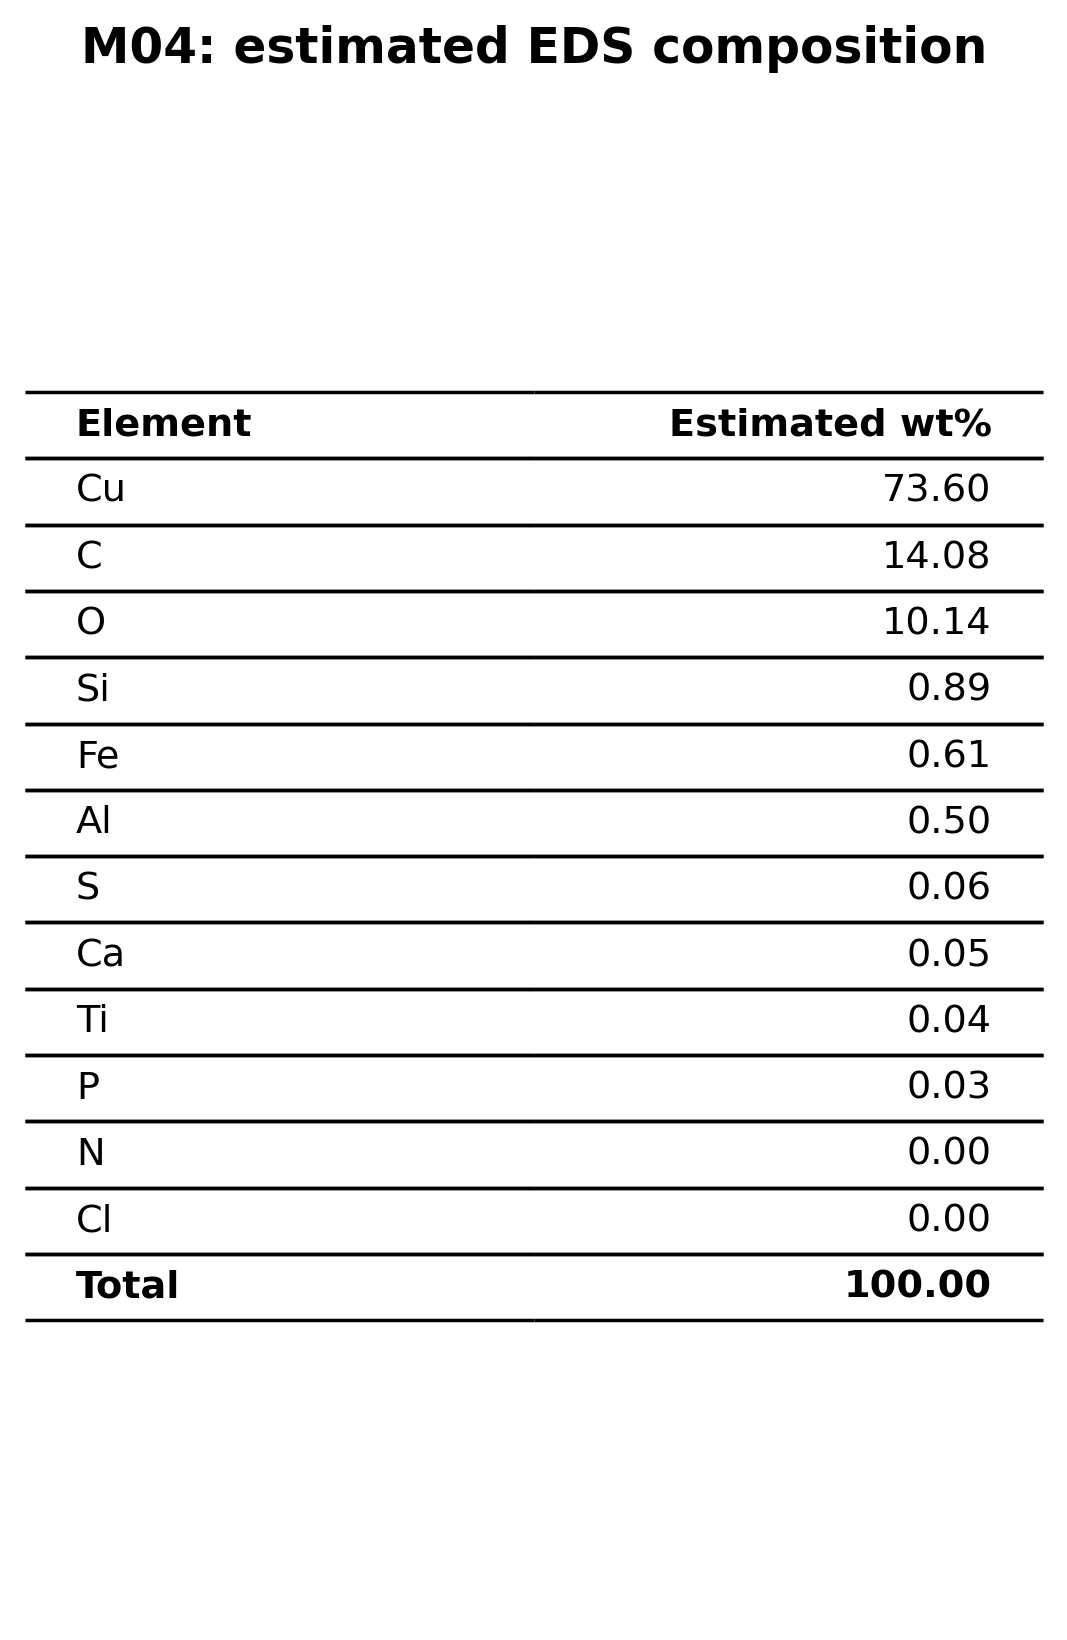 M04: estimated EDS composition
Element Estimated wt%
Cu 73.60
C 14.08
O 10.14
Si 0.89
Fe 0.61
Al 0.50
S 0.06
Ca 0.05
Ti 0.04
P 0.03
N 0.00
Cl 0.00
Total 100.00